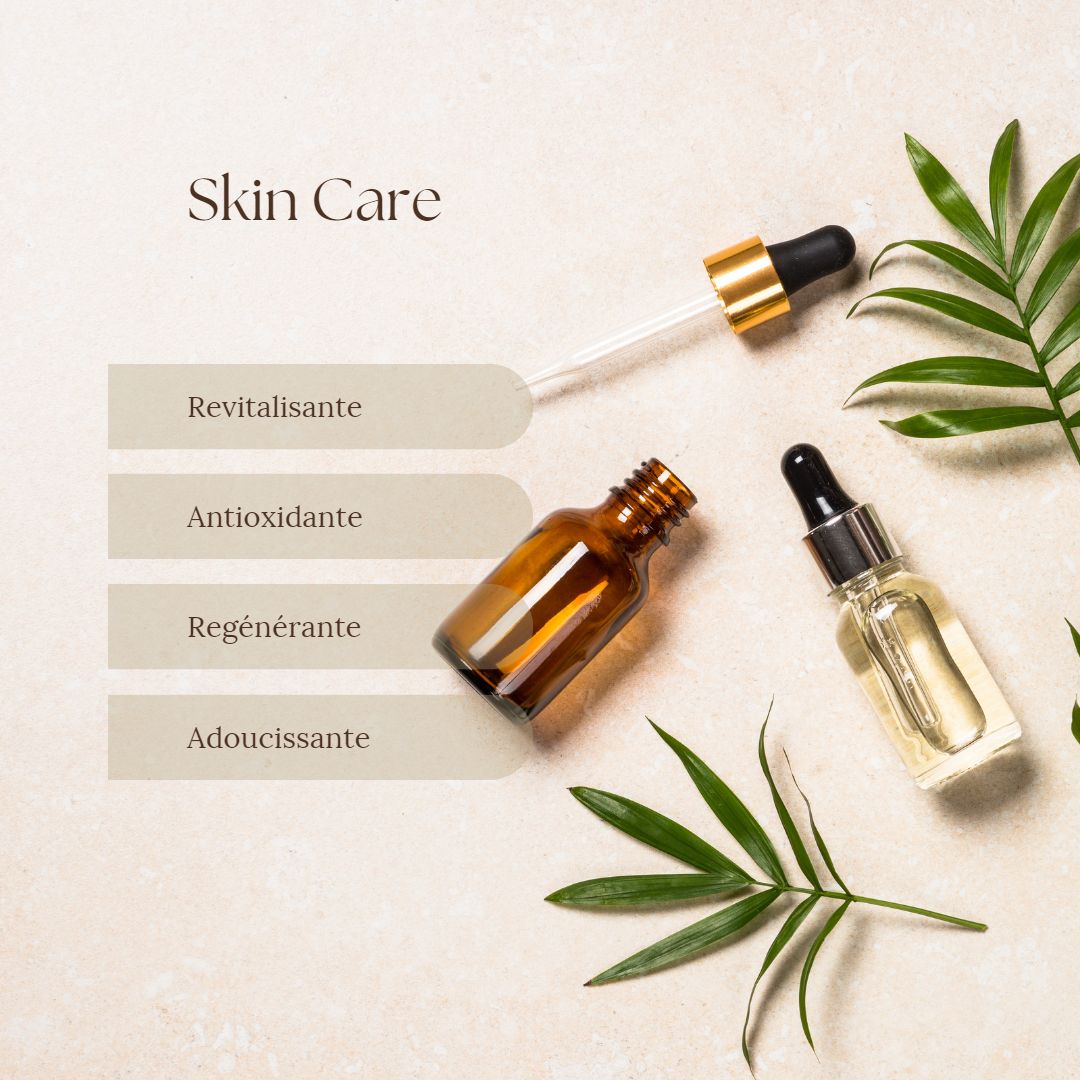 Skin Care
Revitalisante
Antioxidante
Regénérante
Adoucissante